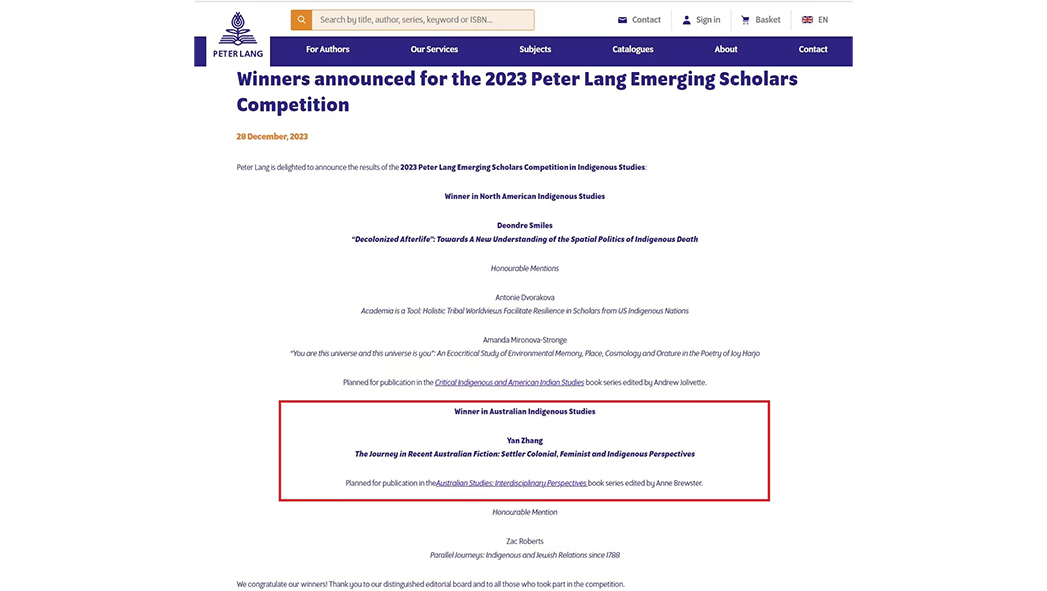 Search by title, author, series, keyword or ISBN...
Contact
Sign in
Basket
EN
PETER LANG
For Authors
Our Services
Subjects
Catalogues
About
Contact
Winners announced for the 2023 Peter Lang Emerging Scholars
Competition
28 December, 2023
Peter Lang is delighted to announce the results of the 2023 Peter Lang Emerging Scholars Competition in Indigenous Studies:
Winner in North American Indigenous Studies
Deondre Smiles
“Decolonized Afterlife”: Towards A New Understanding of the Spatial Politics of Indigenous Death
Honourable Mentions
Antonie Dvorakova
Academia is a Tool: Holistic Tribal Worldviews Facilitate Resilience in Scholars from US Indigenous Nations
Amanda Mironova-Stronge
“You are this universe and this universe is you”: An Ecocritical Study of Environmental Memory, Place, Cosmology and Orature in the Poetry of Joy Harjo
Planned for publication in the Critical Indigenous and American Indian Studies book series edited by Andrew Jolivette.
Winner in Australian Indigenous Studies
Yan Zhang
The Journey in Recent Australian Fiction: Settler Colonial, Feminist and Indigenous Perspectives
Planned for publication in the Australian Studies: Interdisciplinary Perspectives book series edited by Anne Brewster.
Honourable Mention
Zac Roberts
Parallel Journeys: Indigenous and Jewish Relations since 1788
We congratulate our winners! Thank you to our distinguished editorial board and to all those who took part in the competition.